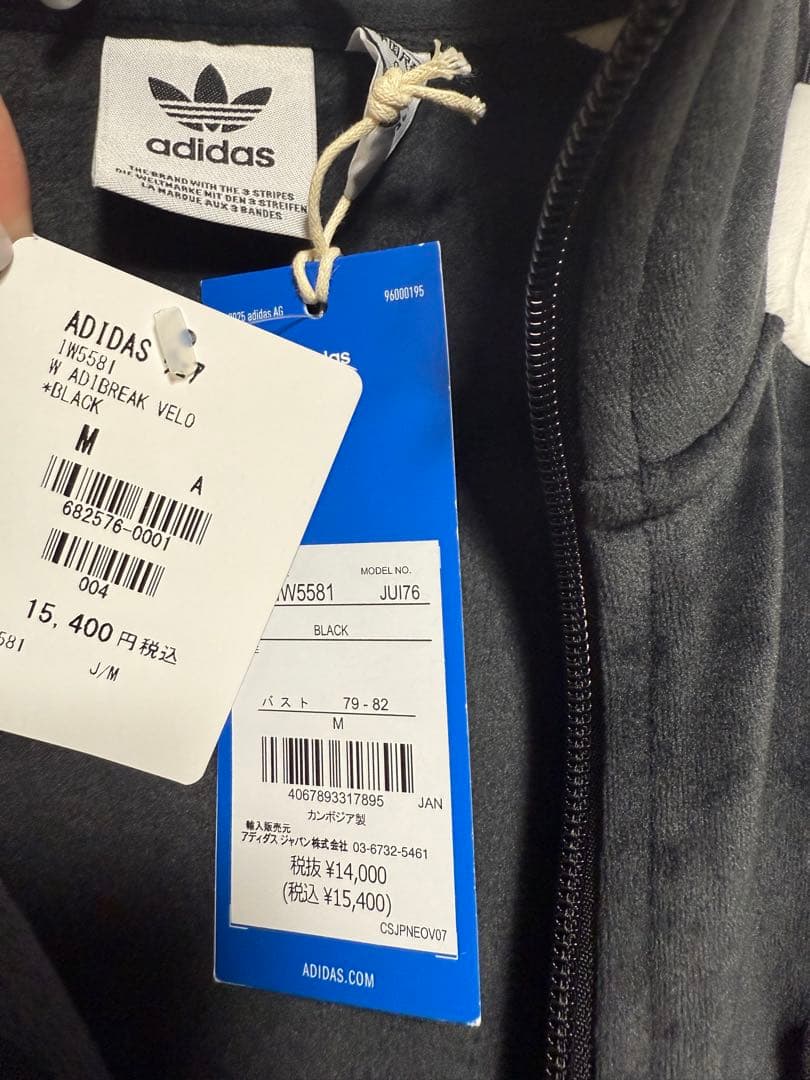 adidas
THE BRAND WITH THE 3 STRIPES
DIE WELTMARKE MIT DEN 3 STREIFEN
LA MARQUE AUX 3 BANDES
adidas AG
96000195
ADIDAS
IW5581
W ADIBREAK VELO
*BLACK
M
A
682576-0001
004
15,400円税込
581
J/M
MODEL NO.
IW5581 JUI76
BLACK
バスト 79 - 82
M
4067893317895 JAN
カンボジア製
輸入販売元
アディダス ジャパン株式会社 03-6732-5461
税抜 ¥14,000
(税込 ¥15,400)
CSJPNEOV07
ADIDAS.COM